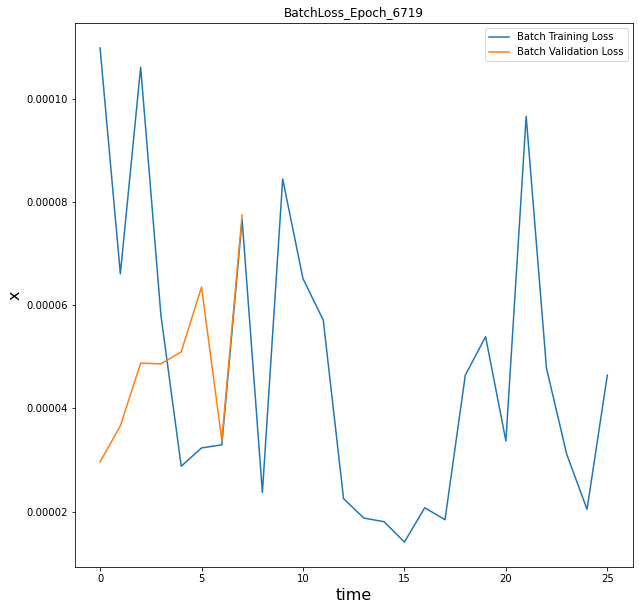 BatchLoss_Epoch_6719
Batch Training Loss
Batch Validation Loss
0.00010
0.00008
0.00006
0.00004
0.00002
x
0 5 10 15 20 25
time